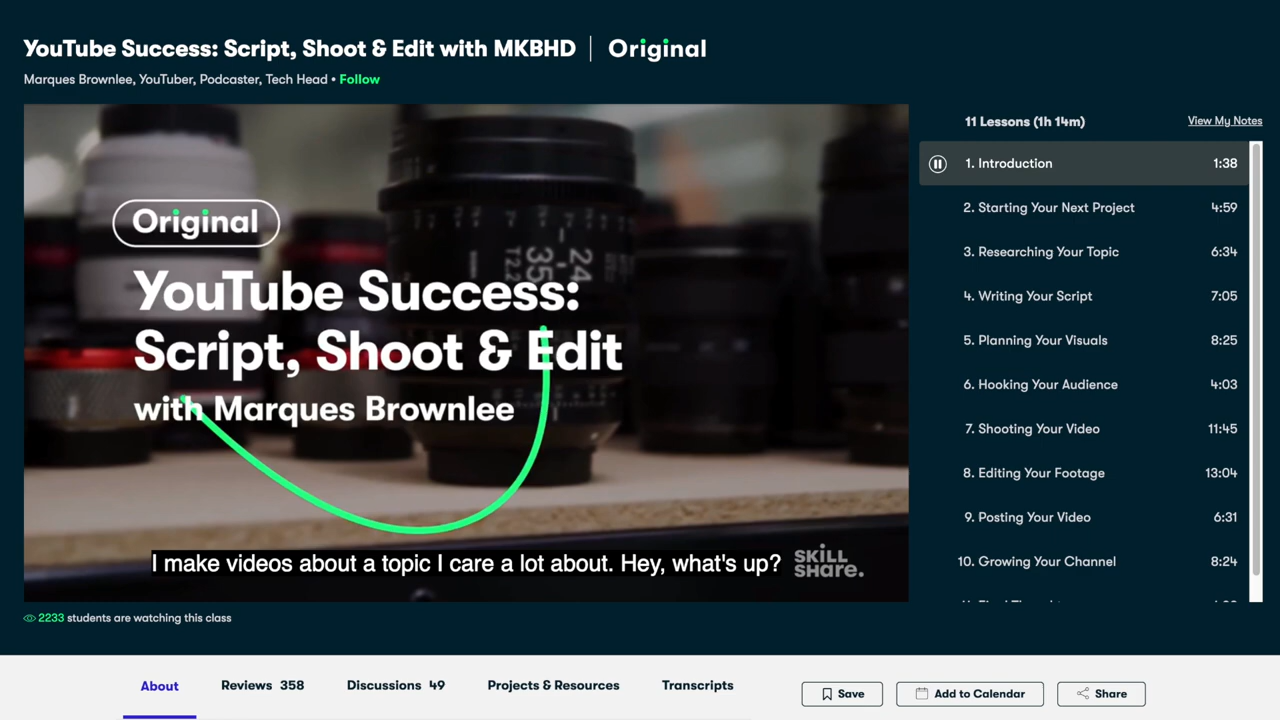 YouTube Success: Script, Shoot & Edit with MKBHD | Original
Marques Brownlee, YouTuber, Podcaster, Tech Head • Follow
Original
YouTube Success:
Script, Shoot & Edit
with Marques Brownlee
I make videos about a topic I care a lot about. Hey, what's up?
SKILL
SHARE.
2233 students are watching this class
11 Lessons (1h 14m) View My Notes
1. Introduction 1:38
2. Starting Your Next Project 4:59
3. Researching Your Topic 6:34
4. Writing Your Script 7:05
5. Planning Your Visuals 8:25
6. Hooking Your Audience 4:03
7. Shooting Your Video 11:45
8. Editing Your Footage 13:04
9. Posting Your Video 6:31
10. Growing Your Channel 8:24
About Reviews 358 Discussions 49 Projects & Resources Transcripts Save Add to Calendar Share